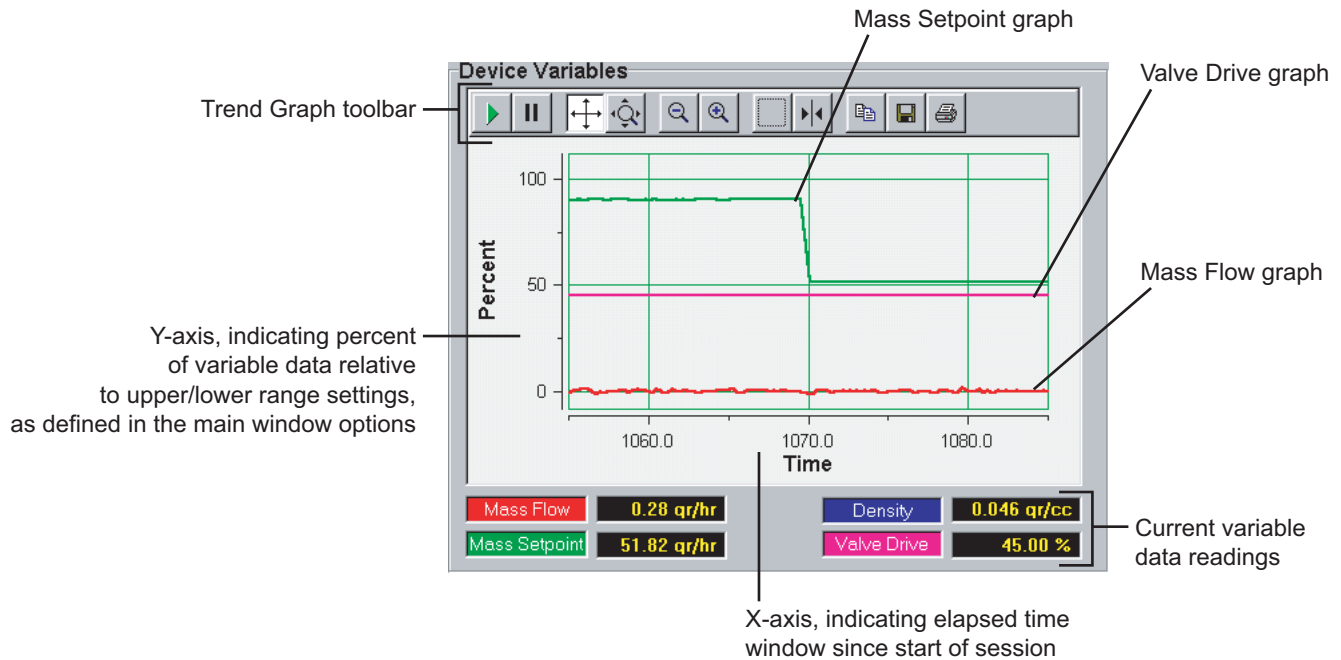 Mass Setpoint graph
Device Variables
Valve Drive graph
Trend Graph toolbar
100
50
0
Percent
Mass Flow graph
Y-axis, indicating percent
of variable data relative
to upper/lower range settings,
as defined in the main window options
1060.0 1070.0 1080.0
Time
Mass Flow 0.28 qr/hr Density 0.046 qr/cc
Mass Setpoint 51.82 qr/hr Valve Drive 45.00 %
Current variable
data readings
X-axis, indicating elapsed time
window since start of session